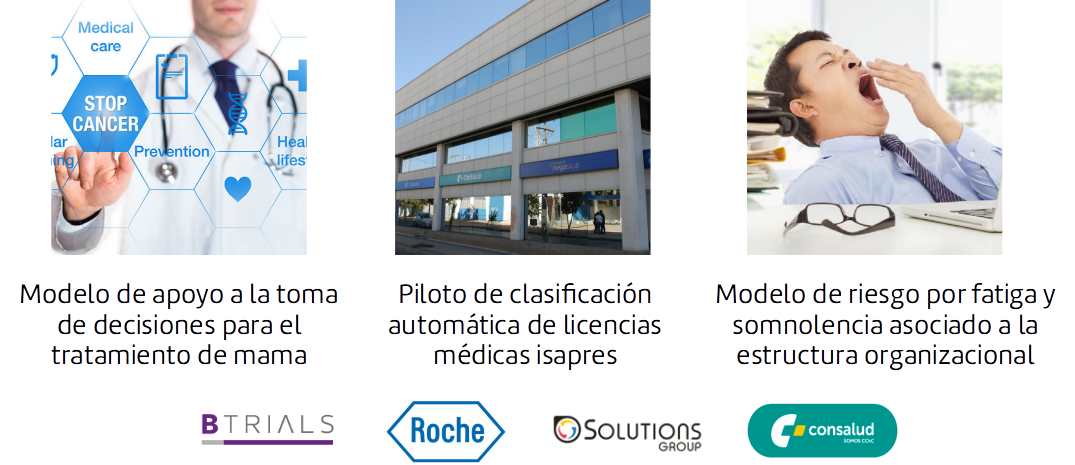 Medical
care
STOP
CANCER
Prevention
Modelo de apoyo a la toma
de decisiones para el
tratamiento de mama
Piloto de clasificación
automática de licencias
médicas isapres
Modelo de riesgo por fatiga y
somnolencia asociado a la
estructura organizacional
BTRIALS
Roche
SOLUTIONS
GROUP
consalud
SOMOS CChC